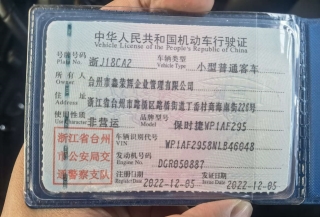 中华人民共和国机动车行驶证
Vehicle License of the People's Republic of China
号牌号码 浙J18CA2 车辆类型 小型普通客车
Plate No. Vehicle Type
所有人 台州市鑫荣辉企业管理有限公司
Owner
住址 浙江省台州市路桥区路桥街道丁岙村商海南街226号
Address
使用性质 非营运 品牌型号 保时捷WP1AF295
Use Character Model
浙江省台州市公安局交通警察支队
车辆识别代号 WP1AF2958NLB46648
VIN
发动机号码 DGR050887
Engine No.
注册日期 2022-12-05 发证日期 2022-12-05
Register Date Issue Date